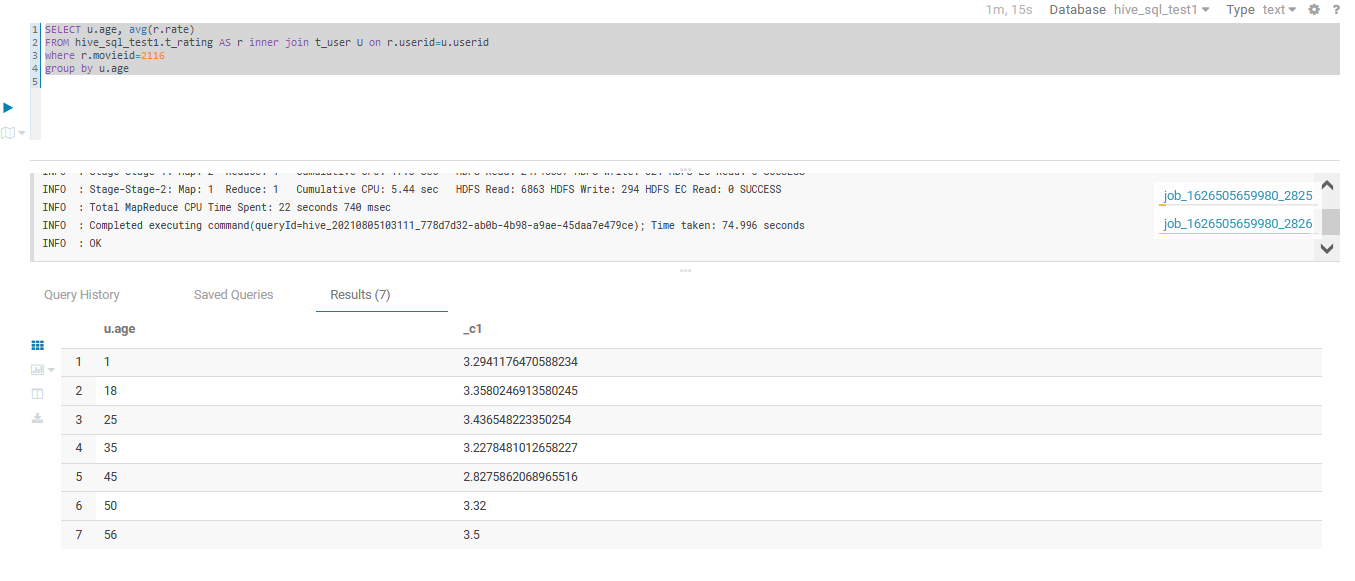 1m, 15s Database hive_sql_test1 Type text ?
1 SELECT u.age, avg(r.rate)
2 FROM hive_sql_test1.t_rating AS r inner join t_user U on r.userid=u.userid
3 where r.movieid=2116
4 group by u.age
5
INFO : Stage-Stage-2: Map: 1 Reduce: 1 Cumulative CPU: 5.44 sec HDFS Read: 6863 HDFS Write: 294 HDFS EC Read: 0 SUCCESS
INFO : Total MapReduce CPU Time Spent: 22 seconds 740 msec
INFO : Completed executing command(queryId=hive_20210805103111_778d7d32-ab0b-4b98-a9ae-45daa7e479ce); Time taken: 74.996 seconds
INFO : OK
job_1626505659980_2825
job_1626505659980_2826
Query History Saved Queries Results (7)
u.age _c1
1 1 3.2941176470588234
2 18 3.3580246913580245
3 25 3.436548223350254
4 35 3.2278481012658227
5 45 2.8275862068965516
6 50 3.32
7 56 3.5